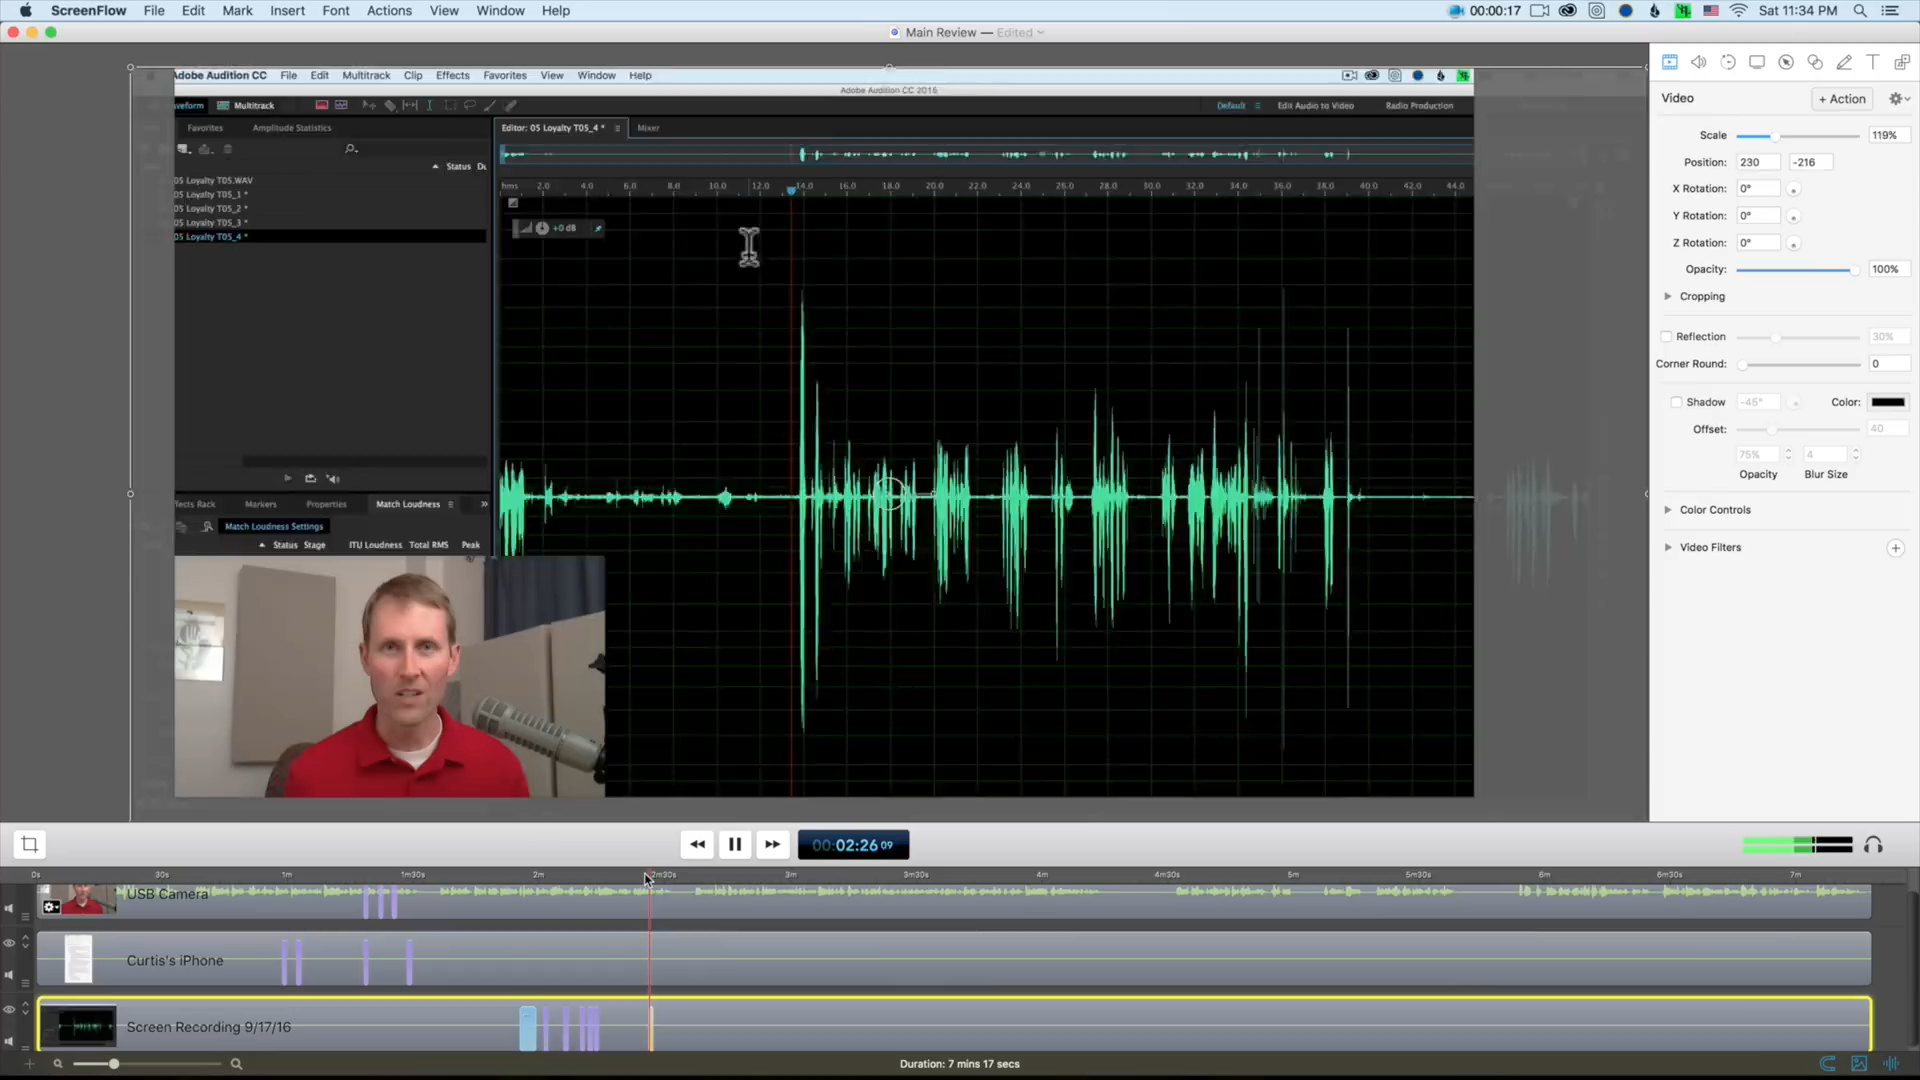 ScreenFlow File Edit Mark Insert Font Actions View Window Help 00:00:17 Sat 11:34 PM
Main Review — Edited
Adobe Audition CC File Edit Multitrack Clip Effects Favorites View Window Help
Adobe Audition CC 2016
veform Multitrack Default Edit Audio to Video Radio Production
Favorites Amplitude Statistics Editor: 05 Loyalty T05_4 * Mixer
Status Du
05 Loyalty T05.WAV
05 Loyalty T05_1 *
05 Loyalty T05_2 *
05 Loyalty T05_3 *
05 Loyalty T05_4 *
hms 2.0 4.0 6.0 8.0 10.0 12.0 14.0 16.0 18.0 20.0 22.0 24.0 26.0 28.0 30.0 32.0 34.0 36.0 38.0 40.0 42.0 44.0
+0 dB
ffects Rack Markers Properties Match Loudness
Match Loudness Settings
Status Stage ITU Loudness Total RMS Peak
Video + Action
Scale 119%
Position: 230 -216
X Rotation: 0°
Y Rotation: 0°
Z Rotation: 0°
Opacity: 100%
Cropping
Reflection 30%
Corner Round: 0
Shadow -45° Color:
Offset: 40
75% 4
Opacity Blur Size
Color Controls
Video Filters
00:02:26 09
0s 30s 1m 1m30s 2m 2m30s 3m 3m30s 4m 4m30s 5m 5m30s 6m 6m30s 7m
USB Camera
Curtis's iPhone
Screen Recording 9/17/16
Duration: 7 mins 17 secs